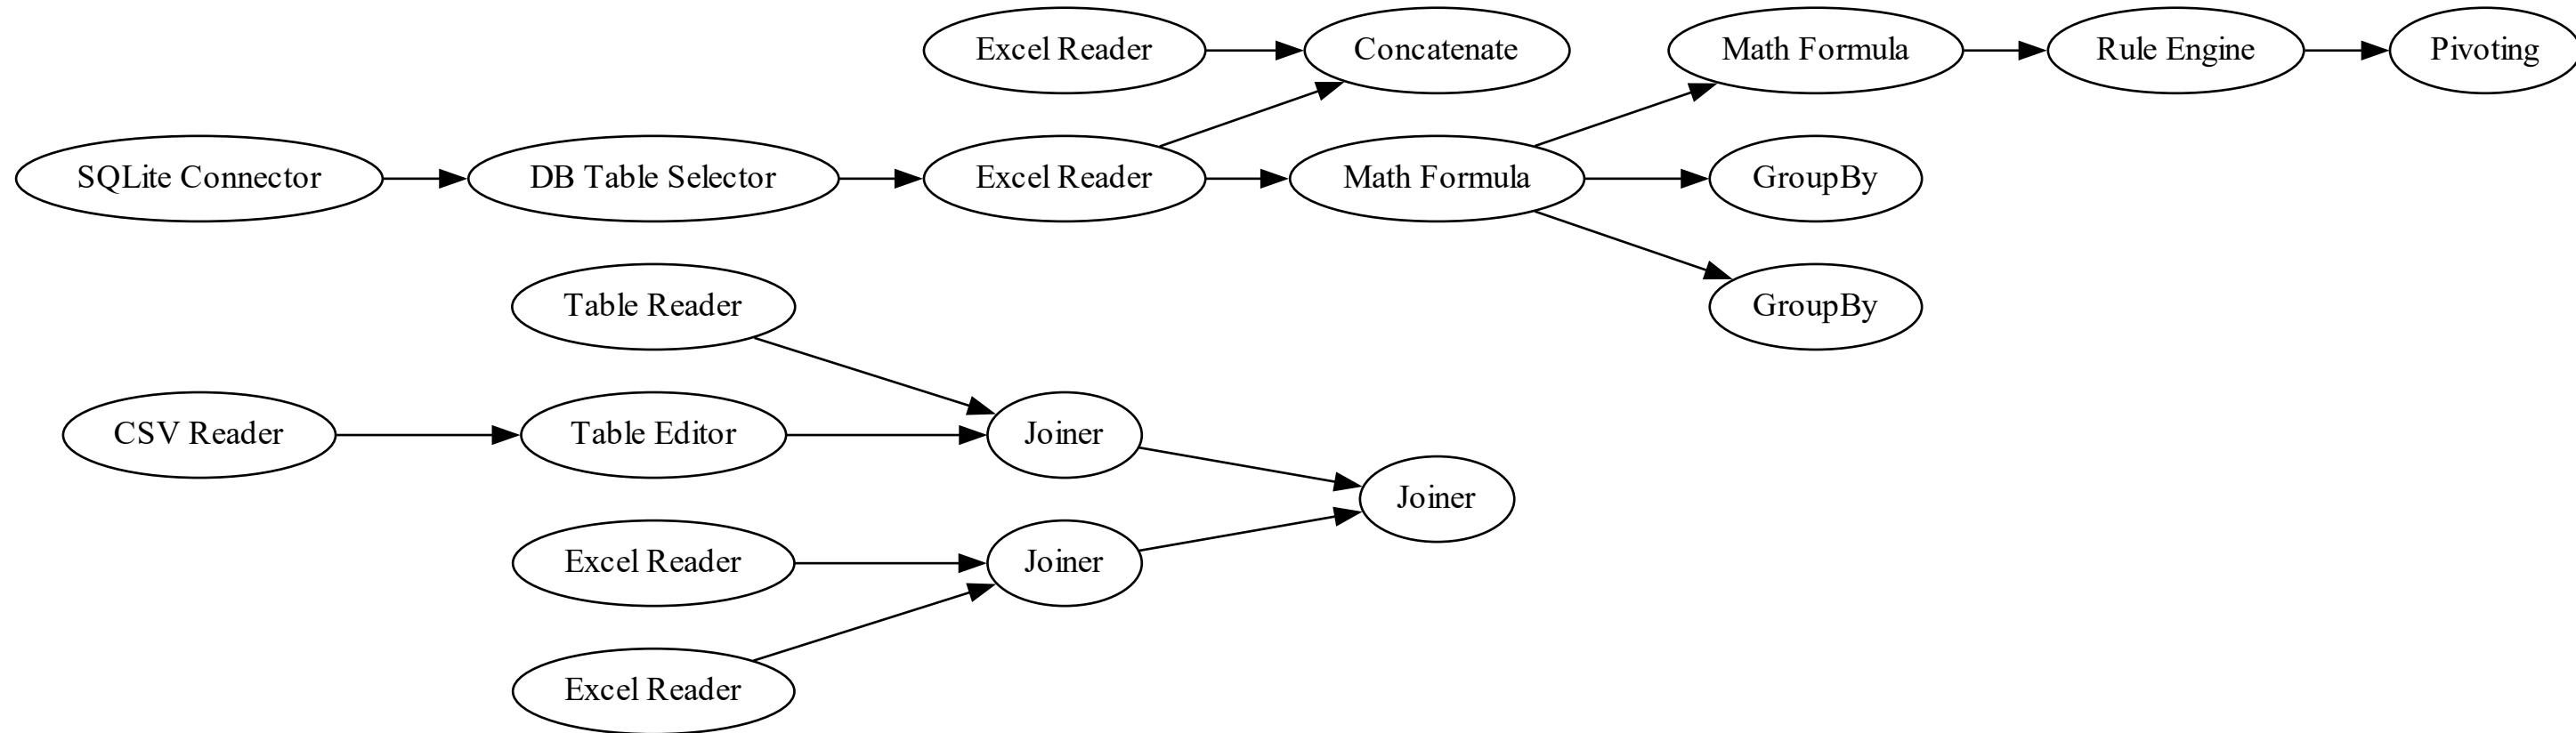 Excel Reader
Concatenate
Math Formula
Rule Engine
Pivoting
SQLite Connector
DB Table Selector
Excel Reader
Math Formula
GroupBy
Table Reader
GroupBy
CSV Reader
Table Editor
Joiner
Joiner
Excel Reader
Joiner
Excel Reader